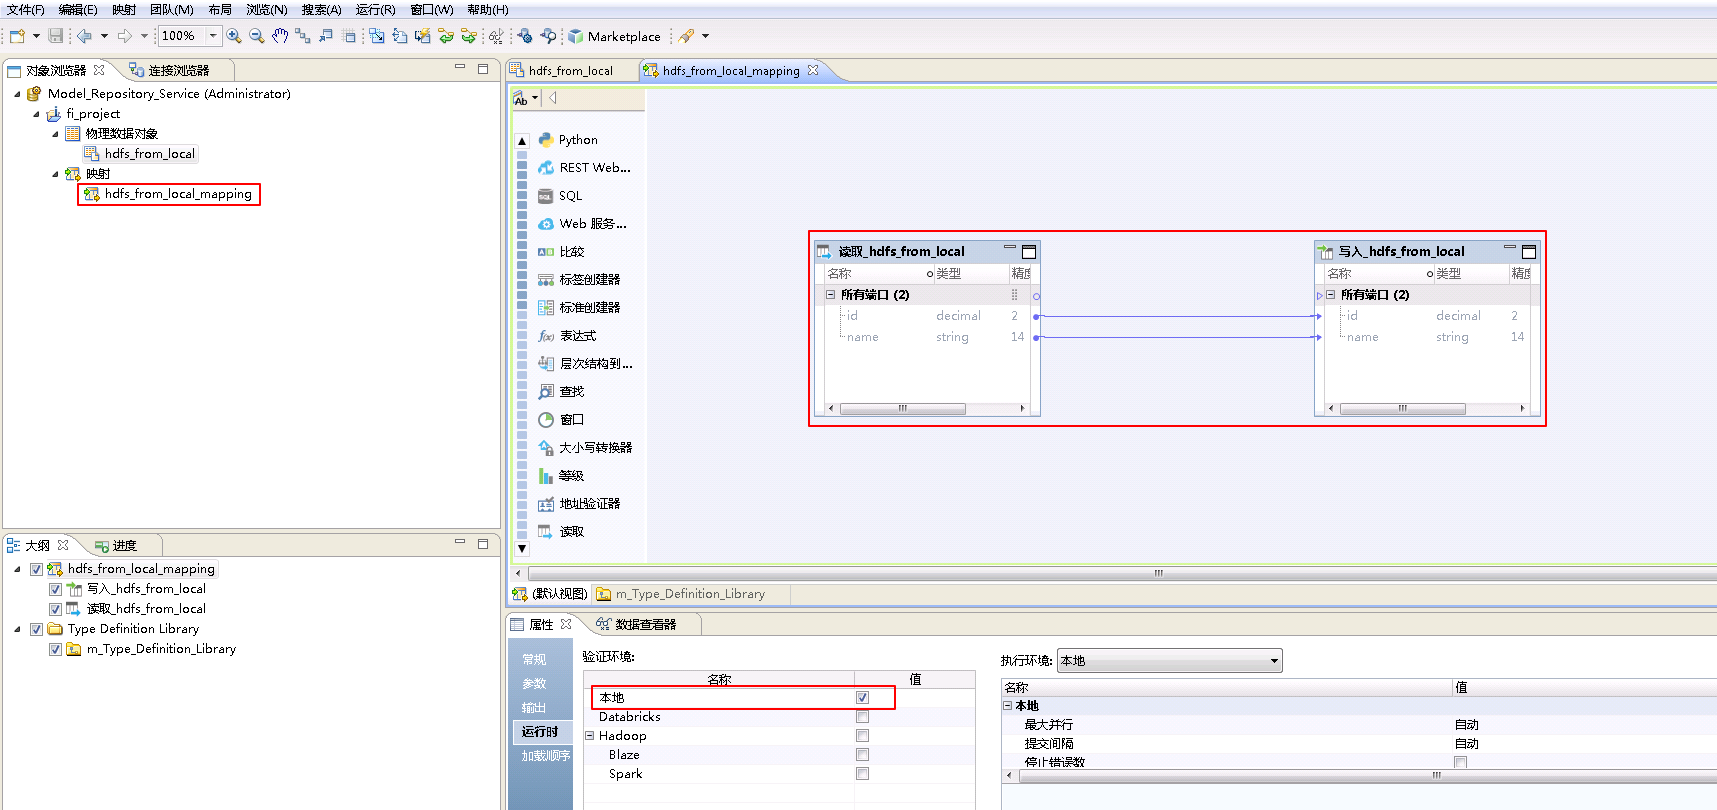 文件(F) 编辑(E) 映射 团队(M) 布局 浏览(N) 搜索(A) 运行(R) 窗口(W) 帮助(H)
100% Marketplace
对象浏览器 连接浏览器
Model_Repository_Service (Administrator)
fi_project
物理数据对象
hdfs_from_local
映射
hdfs_from_local_mapping
大纲 进度
hdfs_from_local_mapping
写入_hdfs_from_local
读取_hdfs_from_local
Type Definition Library
m_Type_Definition_Library
hdfs_from_local hdfs_from_local_mapping
Ab
Python
REST Web...
SQL
Web 服务...
比较
标签创建器
标准创建器
表达式
层次结构到...
查找
窗口
大小写转换器
等级
地址验证器
读取
读取_hdfs_from_local
名称 类型 精度
所有端口 (2)
id decimal 2
name string 14
写入_hdfs_from_local
名称 类型 精度
所有端口 (2)
id decimal 2
name string 14
(默认视图) m_Type_Definition_Library
属性 数据查看器
常规
参数
输出
运行时
加载顺序
验证环境:
名称 值
本地
Databricks
Hadoop
Blaze
Spark
执行环境: 本地
名称 值
本地
最大并行 自动
提交间隔 自动
停止错误数